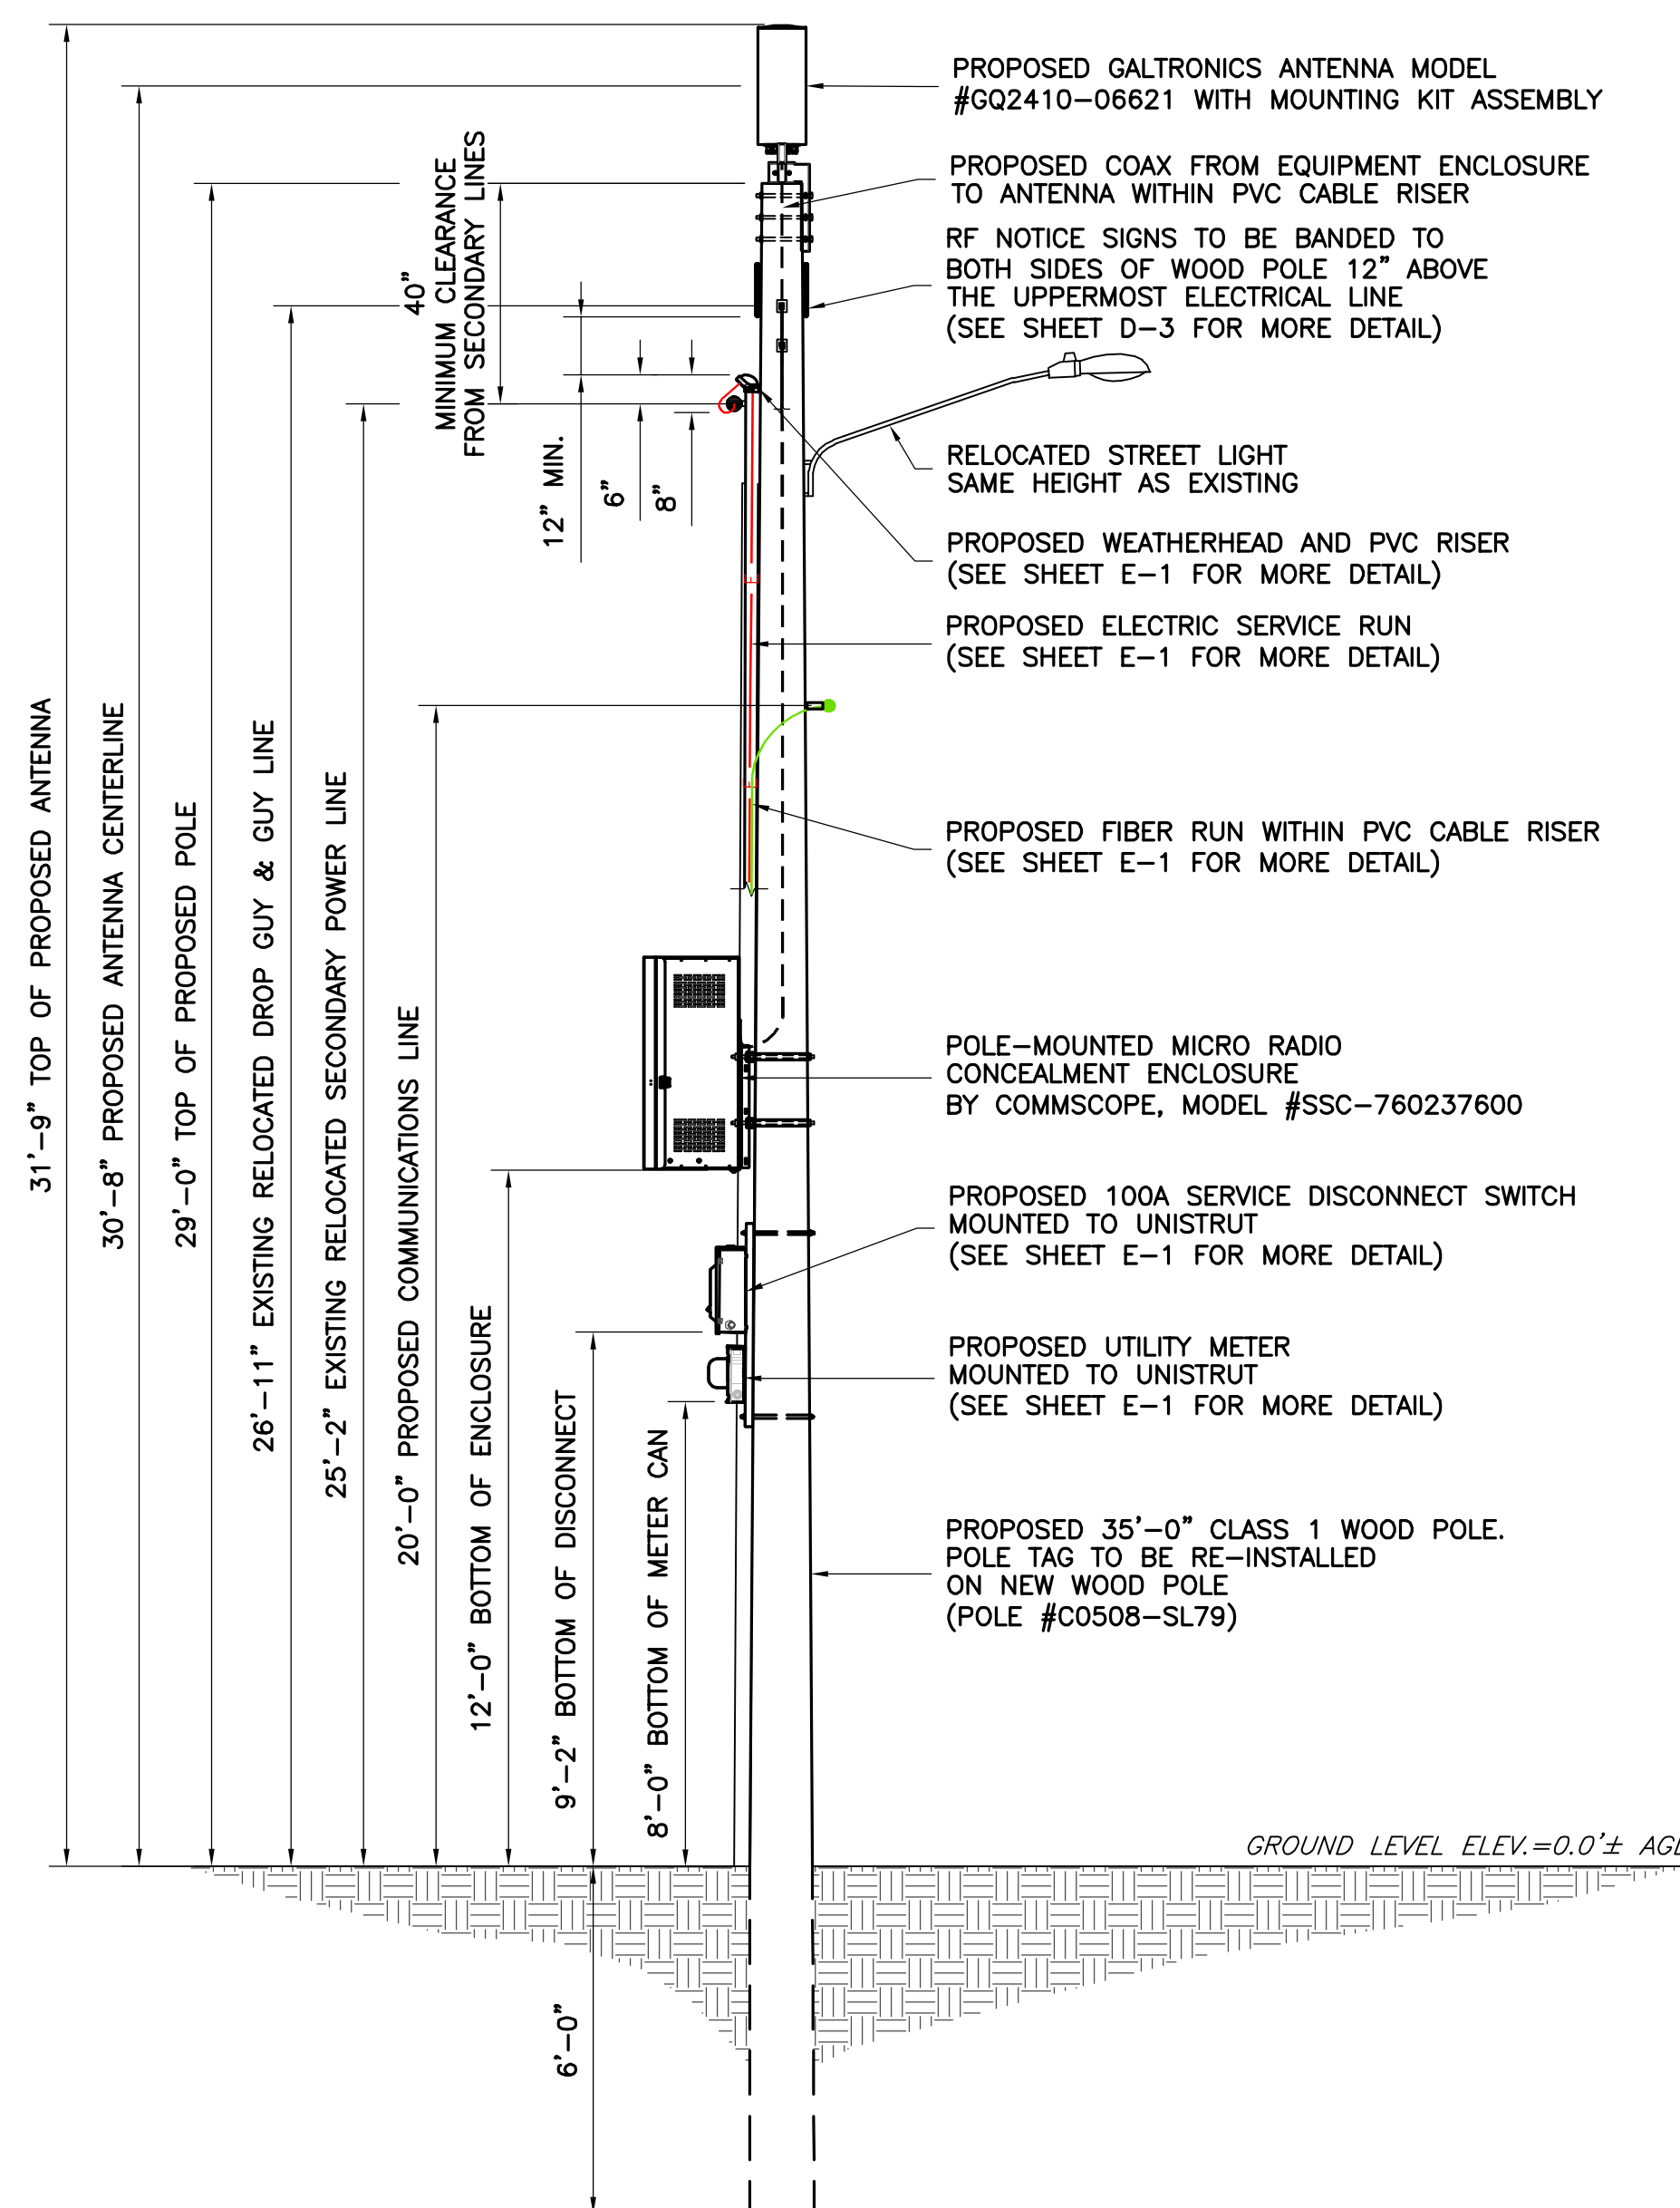 PROPOSED GALTRONICS ANTENNA MODEL
#GQ2410-06621 WITH MOUNTING KIT ASSEMBLY
PROPOSED COAX FROM EQUIPMENT ENCLOSURE
TO ANTENNA WITHIN PVC CABLE RISER
RF NOTICE SIGNS TO BE BANDED TO
BOTH SIDES OF WOOD POLE 12" ABOVE
THE UPPERMOST ELECTRICAL LINE
(SEE SHEET D-3 FOR MORE DETAIL)
RELOCATED STREET LIGHT
SAME HEIGHT AS EXISTING
PROPOSED WEATHERHEAD AND PVC RISER
(SEE SHEET E-1 FOR MORE DETAIL)
PROPOSED ELECTRIC SERVICE RUN
(SEE SHEET E-1 FOR MORE DETAIL)
PROPOSED FIBER RUN WITHIN PVC CABLE RISER
(SEE SHEET E-1 FOR MORE DETAIL)
POLE-MOUNTED MICRO RADIO
CONCEALMENT ENCLOSURE
BY COMMSCOPE, MODEL #SSC-760237600
PROPOSED 100A SERVICE DISCONNECT SWITCH
MOUNTED TO UNISTRUT
(SEE SHEET E-1 FOR MORE DETAIL)
PROPOSED UTILITY METER
MOUNTED TO UNISTRUT
(SEE SHEET E-1 FOR MORE DETAIL)
PROPOSED 35'-0" CLASS 1 WOOD POLE.
POLE TAG TO BE RE-INSTALLED
ON NEW WOOD POLE
(POLE #C0508-SL79)
GROUND LEVEL ELEV.=0.0'± AGL
31'-9" TOP OF PROPOSED ANTENNA
30'-8" PROPOSED ANTENNA CENTERLINE
29'-0" TOP OF PROPOSED POLE
26'-11" EXISTING RELOCATED DROP GUY & GUY LINE
25'-2" EXISTING RELOCATED SECONDARY POWER LINE
20'-0" PROPOSED COMMUNICATIONS LINE
40"
MINIMUM CLEARANCE
FROM SECONDARY LINES
12" MIN.
6"
8"
12'-0" BOTTOM OF ENCLOSURE
9'-2" BOTTOM OF DISCONNECT
8'-0" BOTTOM OF METER CAN
6'-0"